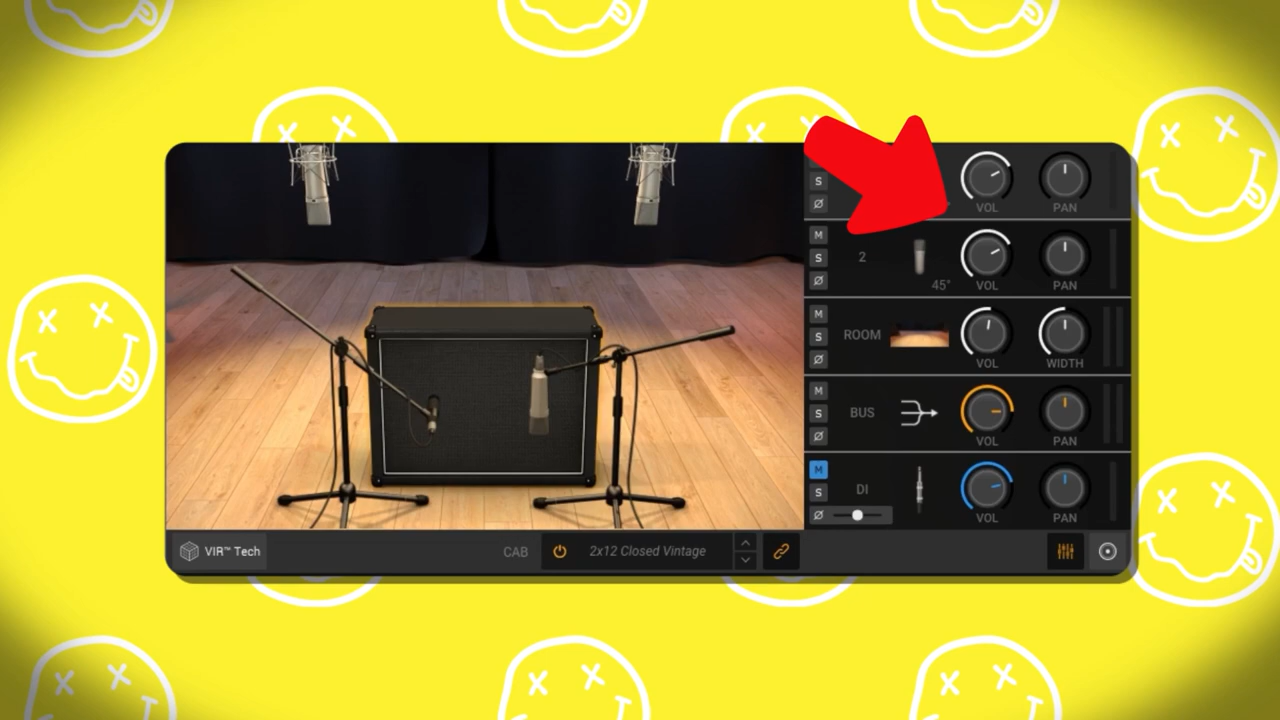 S
Ø
VOL
PAN
M
S
Ø
2
45°
VOL
PAN
M
S
Ø
ROOM
VOL
WIDTH
M
S
Ø
BUS
VOL
PAN
M
S
Ø
DI
VOL
PAN
VIR™ Tech
CAB
2x12 Closed Vintage